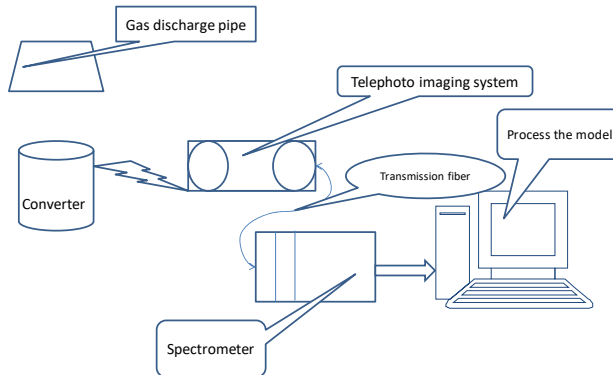 Gas discharge pipe
Telephoto imaging system
Process the model
Transmission fiber
Converter
Spectrometer